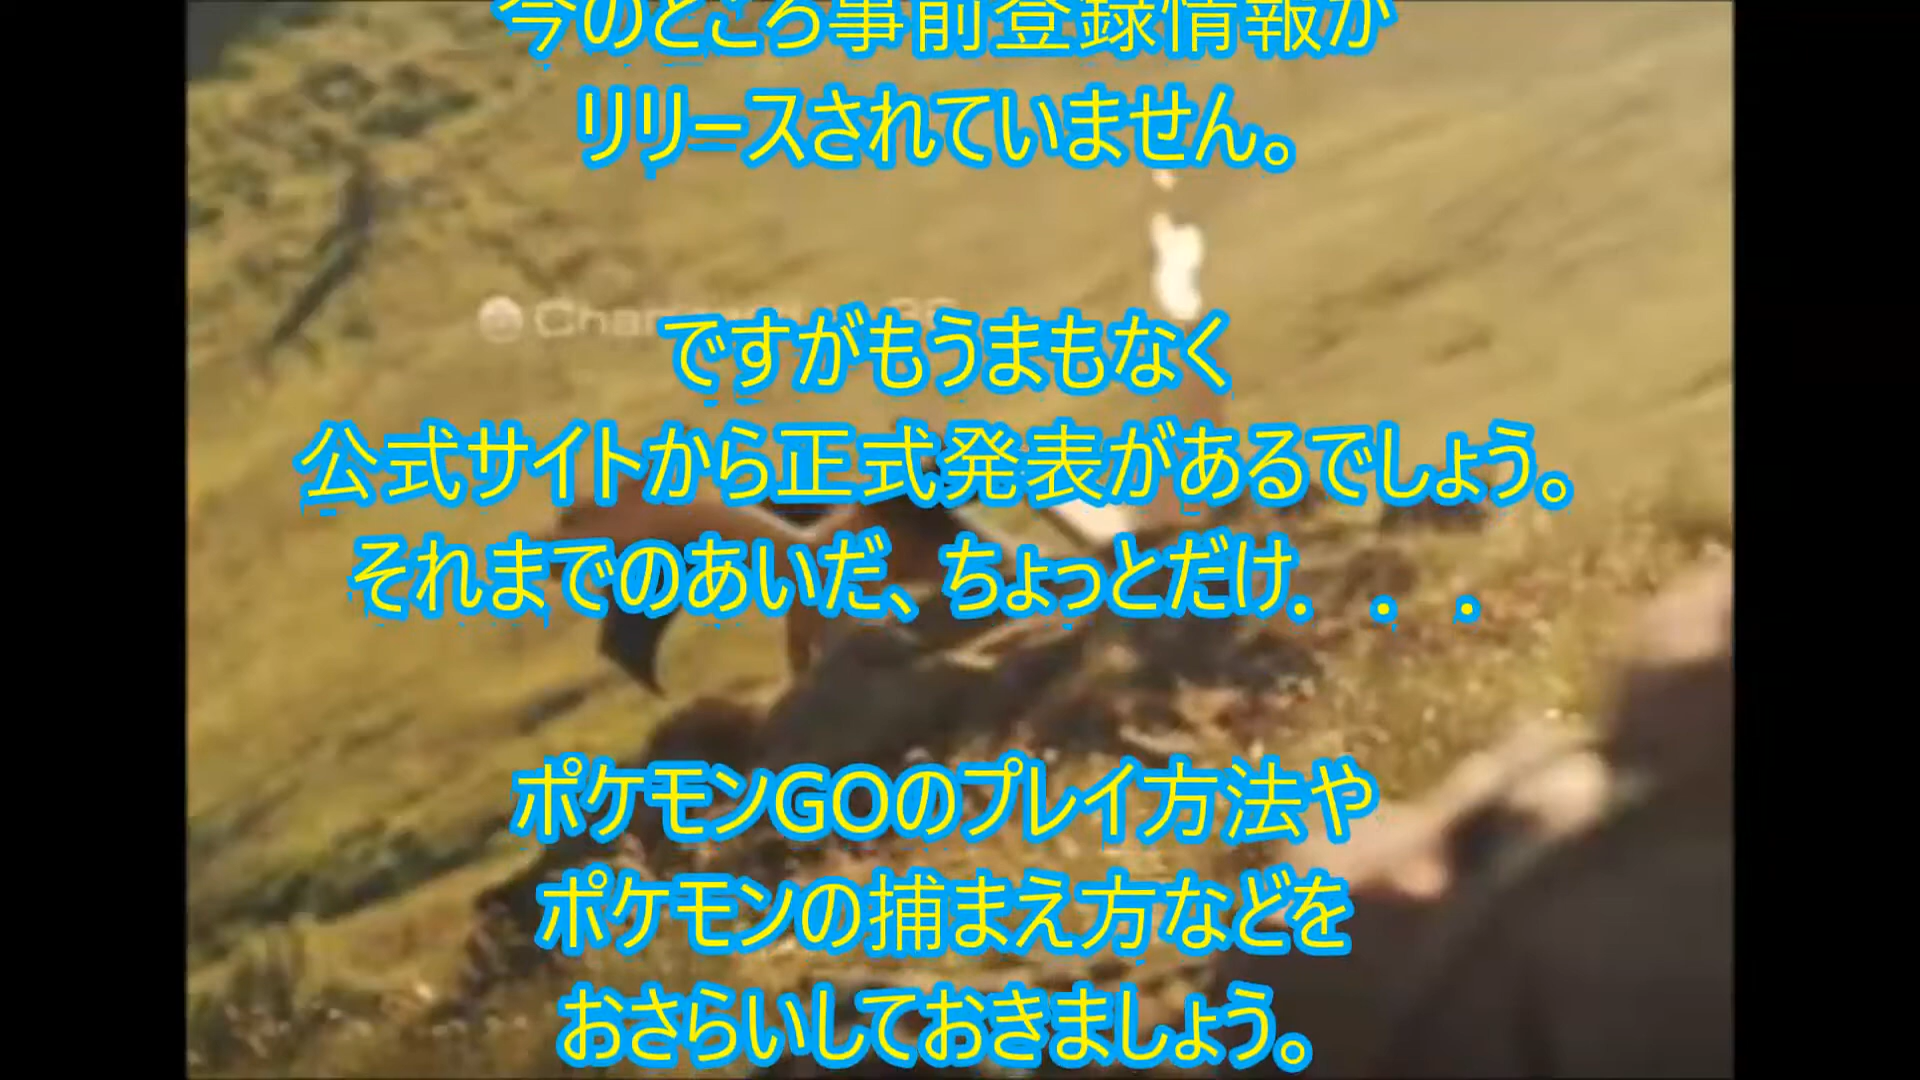 今のところ事前登録情報が
リリースされていません。
ですがもうまもなく
公式サイトから正式発表があるでしょう。
それまでのあいだ、ちょっとだけ．．．
ポケモンGOのプレイ方法や
ポケモンの捕まえ方などを
おさらいしておきましょう。